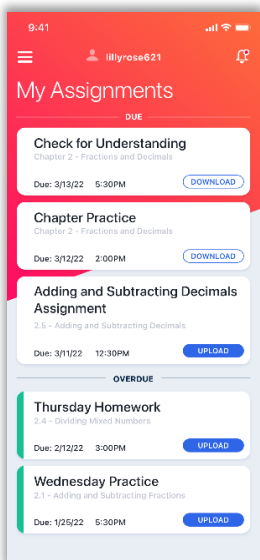 9:41
lillyrose621
My Assignments
DUE
Check for Understanding
Chapter 2 - Fractions and Decimals
Due: 3/13/22 5:30PM DOWNLOAD
Chapter Practice
Chapter 2 - Fractions and Decimals
Due: 3/12/22 2:00PM DOWNLOAD
Adding and Subtracting Decimals
Assignment
2.5 - Adding and Subtracting Decimals
Due: 3/11/22 12:30PM UPLOAD
OVERDUE
Thursday Homework
2.4 - Dividing Mixed Numbers
Due: 2/12/22 3:00PM UPLOAD
Wednesday Practice
2.1 - Adding and Subtracting Fractions
Due: 1/25/22 5:30PM UPLOAD